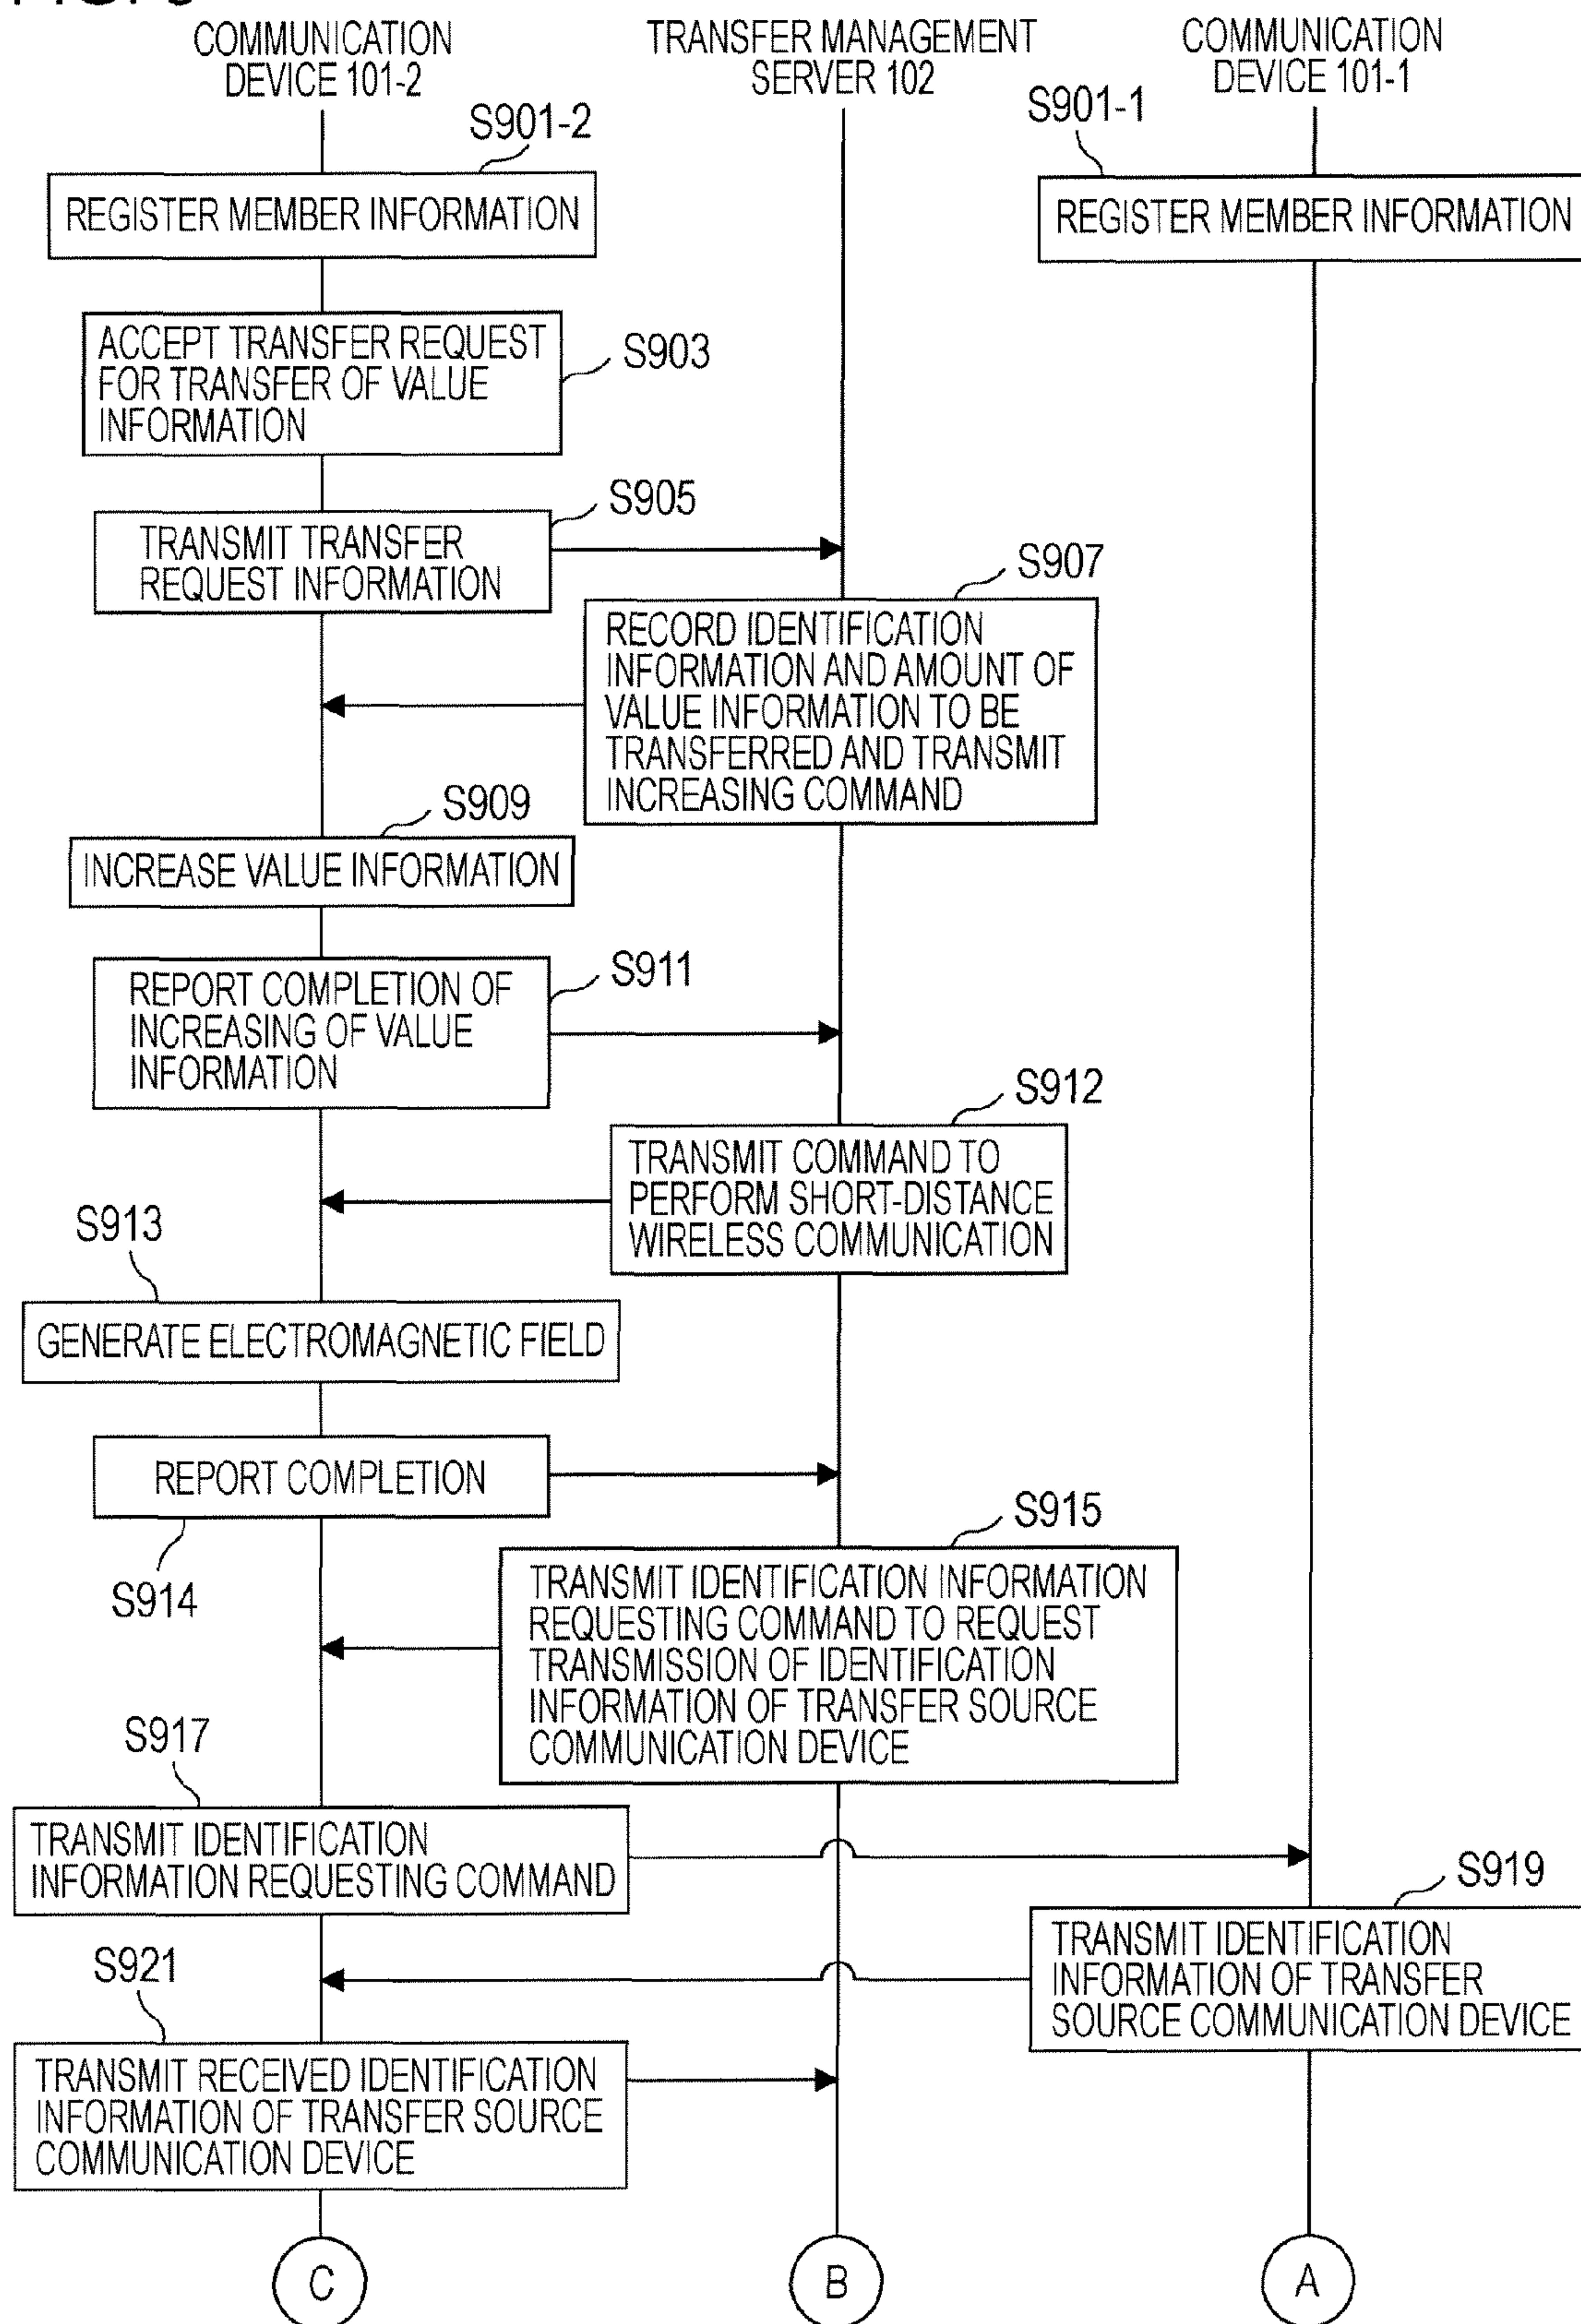 COMMUNICATION
DEVICE 101-2
TRANSFER MANAGEMENT
SERVER 102
COMMUNICATION
DEVICE 101-1
S901-2
S901-1
REGISTER MEMBER INFORMATION
REGISTER MEMBER INFORMATION
ACCEPT TRANSFER REQUEST
FOR TRANSFER OF VALUE
INFORMATION
S903
S905
TRANSMIT TRANSFER
REQUEST INFORMATION
S907
RECORD IDENTIFICATION
INFORMATION AND AMOUNT OF
VALUE INFORMATION TO BE
TRANSFERRED AND TRANSMIT
INCREASING COMMAND
S909
INCREASE VALUE INFORMATION
S911
REPORT COMPLETION OF
INCREASING OF VALUE
INFORMATION
S912
TRANSMIT COMMAND TO
PERFORM SHORT-DISTANCE
WIRELESS COMMUNICATION
S913
GENERATE ELECTROMAGNETIC FIELD
REPORT COMPLETION
S914
S915
TRANSMIT IDENTIFICATION INFORMATION
REQUESTING COMMAND TO REQUEST
TRANSMISSION OF IDENTIFICATION
INFORMATION OF TRANSFER SOURCE
COMMUNICATION DEVICE
S917
TRANSMIT IDENTIFICATION
INFORMATION REQUESTING COMMAND
S919
TRANSMIT IDENTIFICATION
INFORMATION OF TRANSFER
SOURCE COMMUNICATION DEVICE
S921
TRANSMIT RECEIVED IDENTIFICATION
INFORMATION OF TRANSFER SOURCE
COMMUNICATION DEVICE
C
B
A